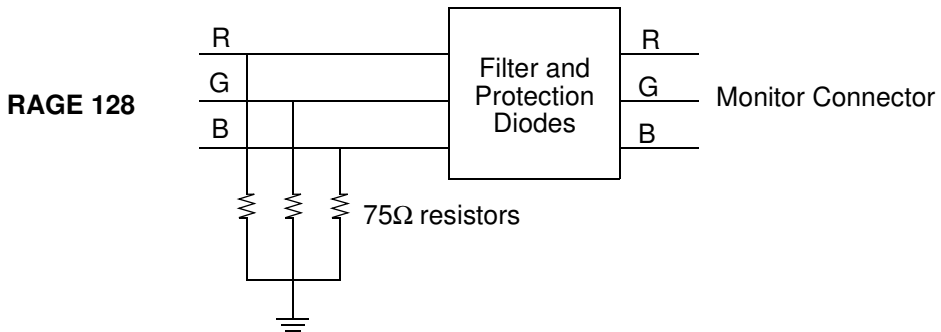 R
G
B
RAGE 128
Filter and
Protection
Diodes
R
G
B
Monitor Connector
75Ω resistors